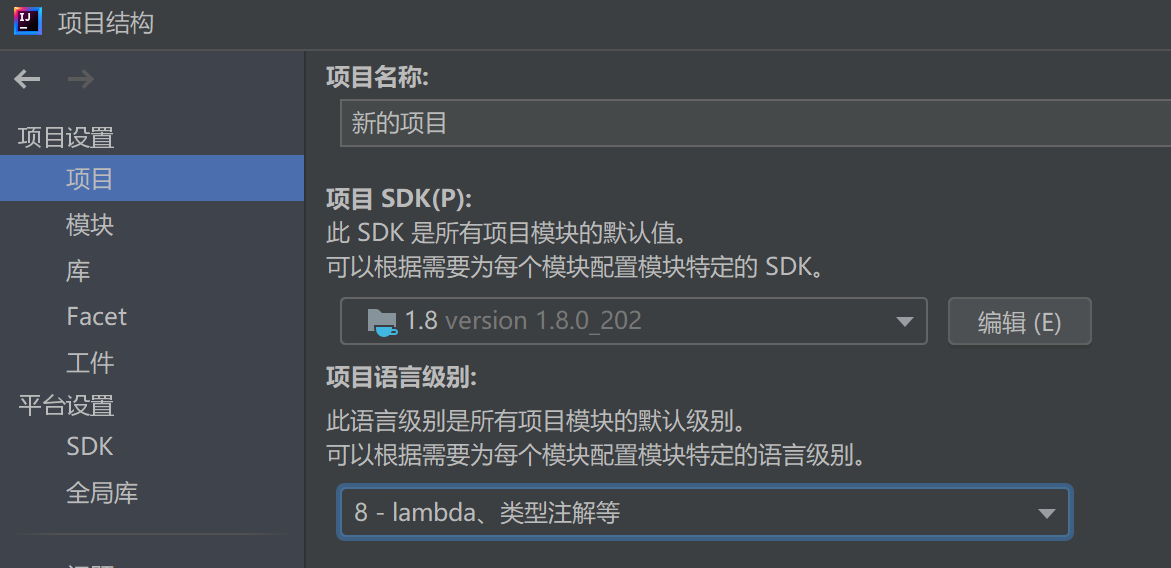 IJ
项目结构
项目设置
项目
模块
库
Facet
工件
平台设置
SDK
全局库
项目名称:
新的项目
项目 SDK(P):
此 SDK 是所有项目模块的默认值。
可以根据需要为每个模块配置模块特定的 SDK。
1.8 version 1.8.0_202
编辑 (E)
项目语言级别:
此语言级别是所有项目模块的默认级别。
可以根据需要为每个模块配置模块特定的语言级别。
8 - lambda、类型注解等